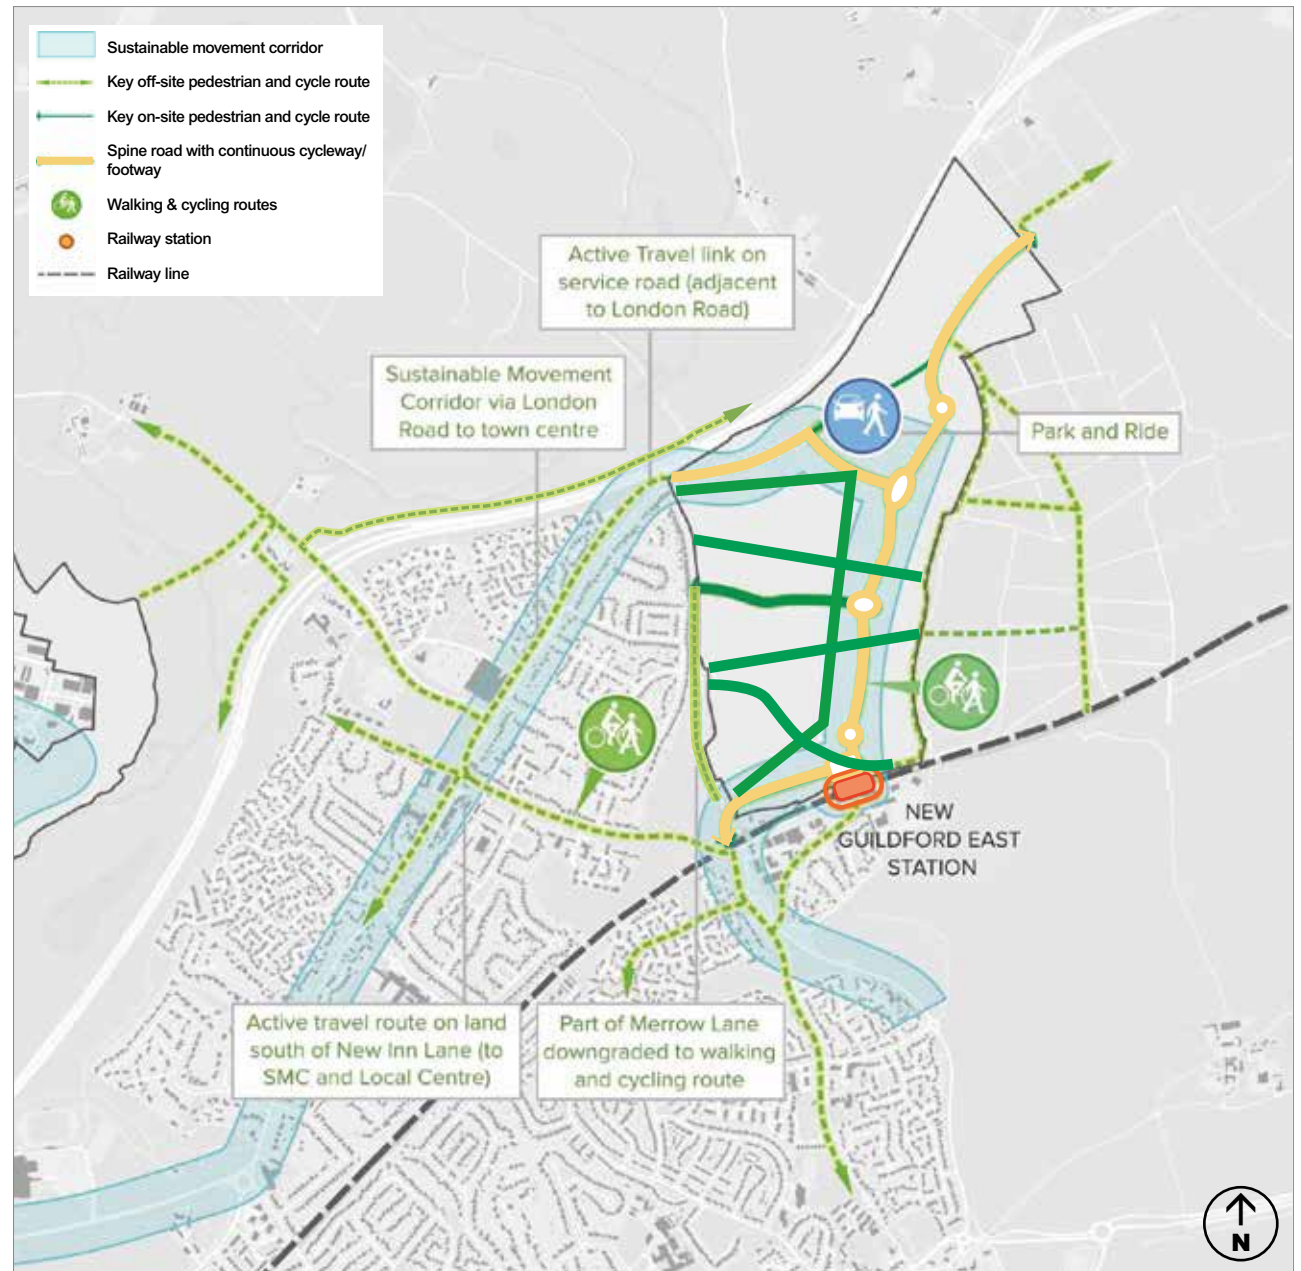 Sustainable movement corridor
Key off-site pedestrian and cycle route
Key on-site pedestrian and cycle route
Spine road with continuous cycleway/
footway
Walking & cycling routes
Railway station
Railway line
Active Travel link on
service road (adjacent
to London Road)
Sustainable Movement
Corridor via London
Road to town centre
Park and Ride
NEW
GUILDFORD EAST
STATION
Active travel route on land
south of New Inn Lane (to
SMC and Local Centre)
Part of Merrow Lane
downgraded to walking
and cycling route
N